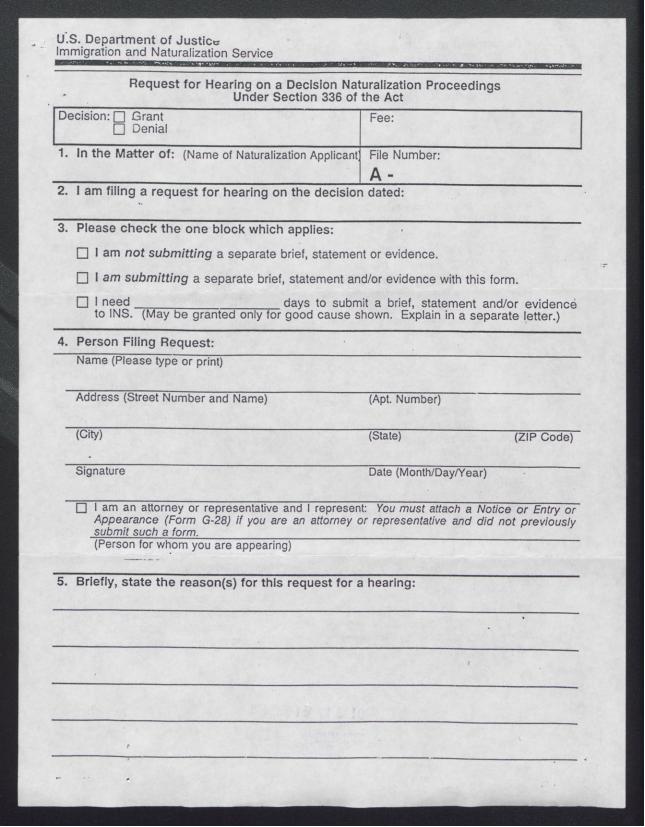 U.S. Department of Justice
Immigration and Naturalization Service
Request for Hearing on a Decision Naturalization Proceedings
Under Section 336 of the Act
Decision: ☐ Grant
☐ Denial
Fee:
1. In the Matter of: (Name of Naturalization Applicant)
File Number:
A -
2. I am filing a request for hearing on the decision dated:
3. Please check the one block which applies:
☐ I am not submitting a separate brief, statement or evidence.
☐ I am submitting a separate brief, statement and/or evidence with this form.
☐ I need ____________________ days to submit a brief, statement and/or evidence
to INS. (May be granted only for good cause shown. Explain in a separate letter.)
4. Person Filing Request:
Name (Please type or print)
Address (Street Number and Name) (Apt. Number)
(City) (State) (ZIP Code)
Signature Date (Month/Day/Year)
☐ I am an attorney or representative and I represent: You must attach a Notice or Entry or
Appearance (Form G-28) if you are an attorney or representative and did not previously
submit such a form.
(Person for whom you are appearing)
5. Briefly, state the reason(s) for this request for a hearing: